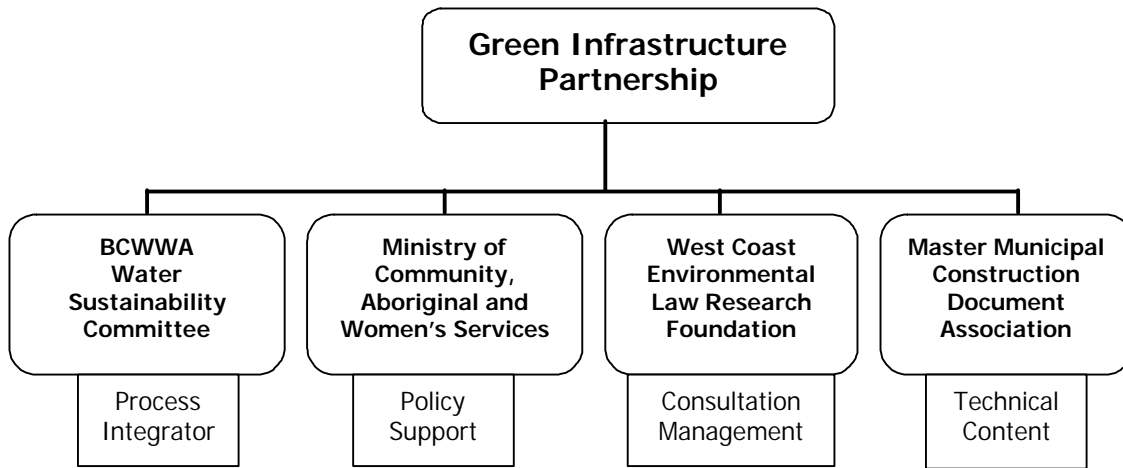 Green Infrastructure
Partnership
BCWWA
Water
Sustainability
Committee
Process
Integrator
Ministry of
Community,
Aboriginal and
Women's Services
Policy
Support
West Coast
Environmental
Law Research
Foundation
Consultation
Management
Master Municipal
Construction
Document
Association
Technical
Content